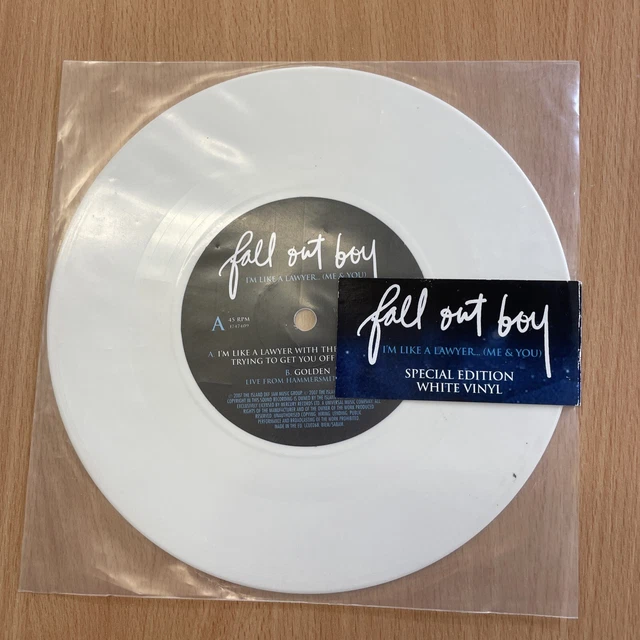 fall out boy
I'M LIKE A LAWYER... (ME & YOU)
A
45 RPM
A. I'M LIKE A LAWYER WITH THE
TRYING TO GET YOU OFF
B. GOLDEN
LIVE FROM HAMMERSMI
fall out boy
I'M LIKE A LAWYER... (ME & YOU)
SPECIAL EDITION
WHITE VINYL